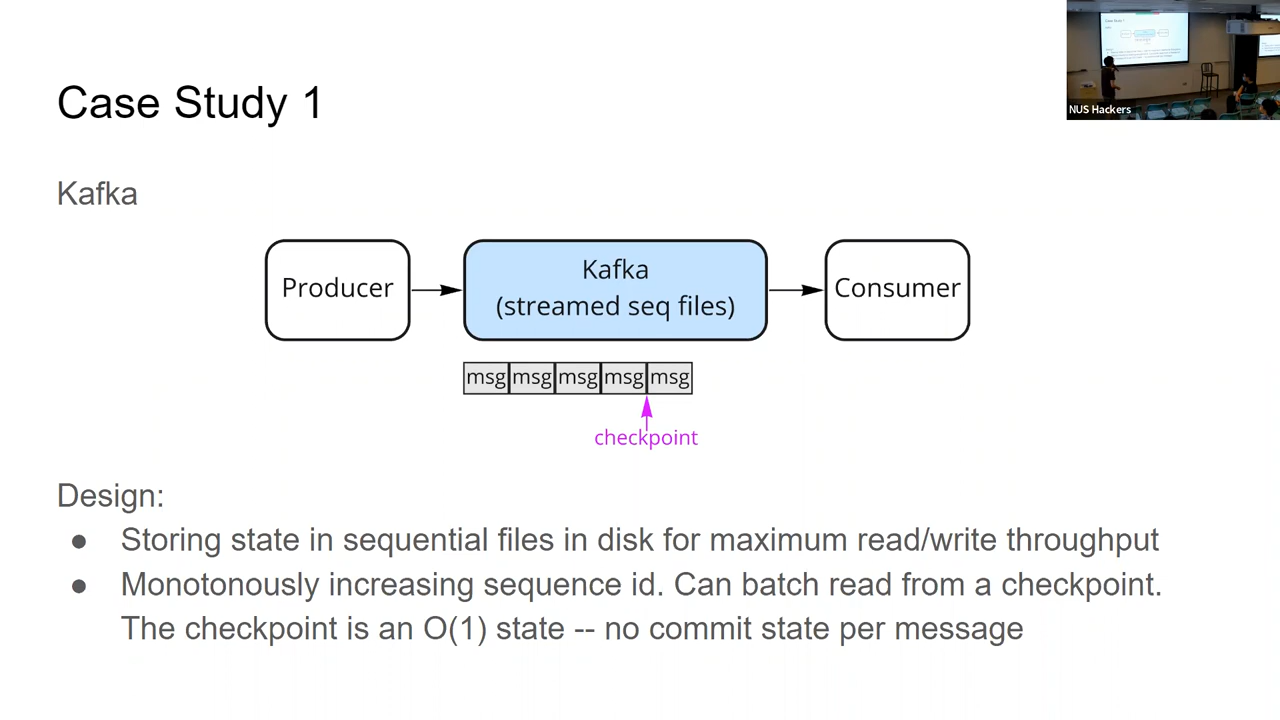 Case Study 1
NUS Hackers
Kafka
Producer
Kafka
(streamed seq files)
Consumer
msg msg msg msg msg
checkpoint
Design:
● Storing state in sequential files in disk for maximum read/write throughput
● Monotonously increasing sequence id. Can batch read from a checkpoint.
The checkpoint is an O(1) state -- no commit state per message